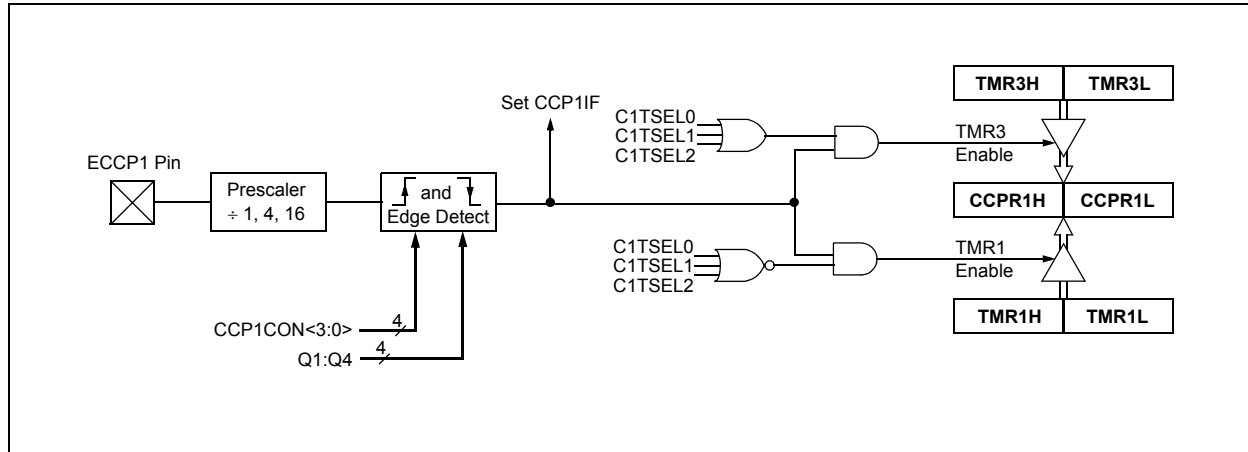 TMR3H TMR3L
Set CCP1IF
C1TSEL0
C1TSEL1
C1TSEL2
TMR3
Enable
ECCP1 Pin
Prescaler
÷ 1, 4, 16
and
Edge Detect
CCPR1H CCPR1L
C1TSEL0
C1TSEL1
C1TSEL2
TMR1
Enable
TMR1H TMR1L
CCP1CON<3:0> 4
Q1:Q4 4